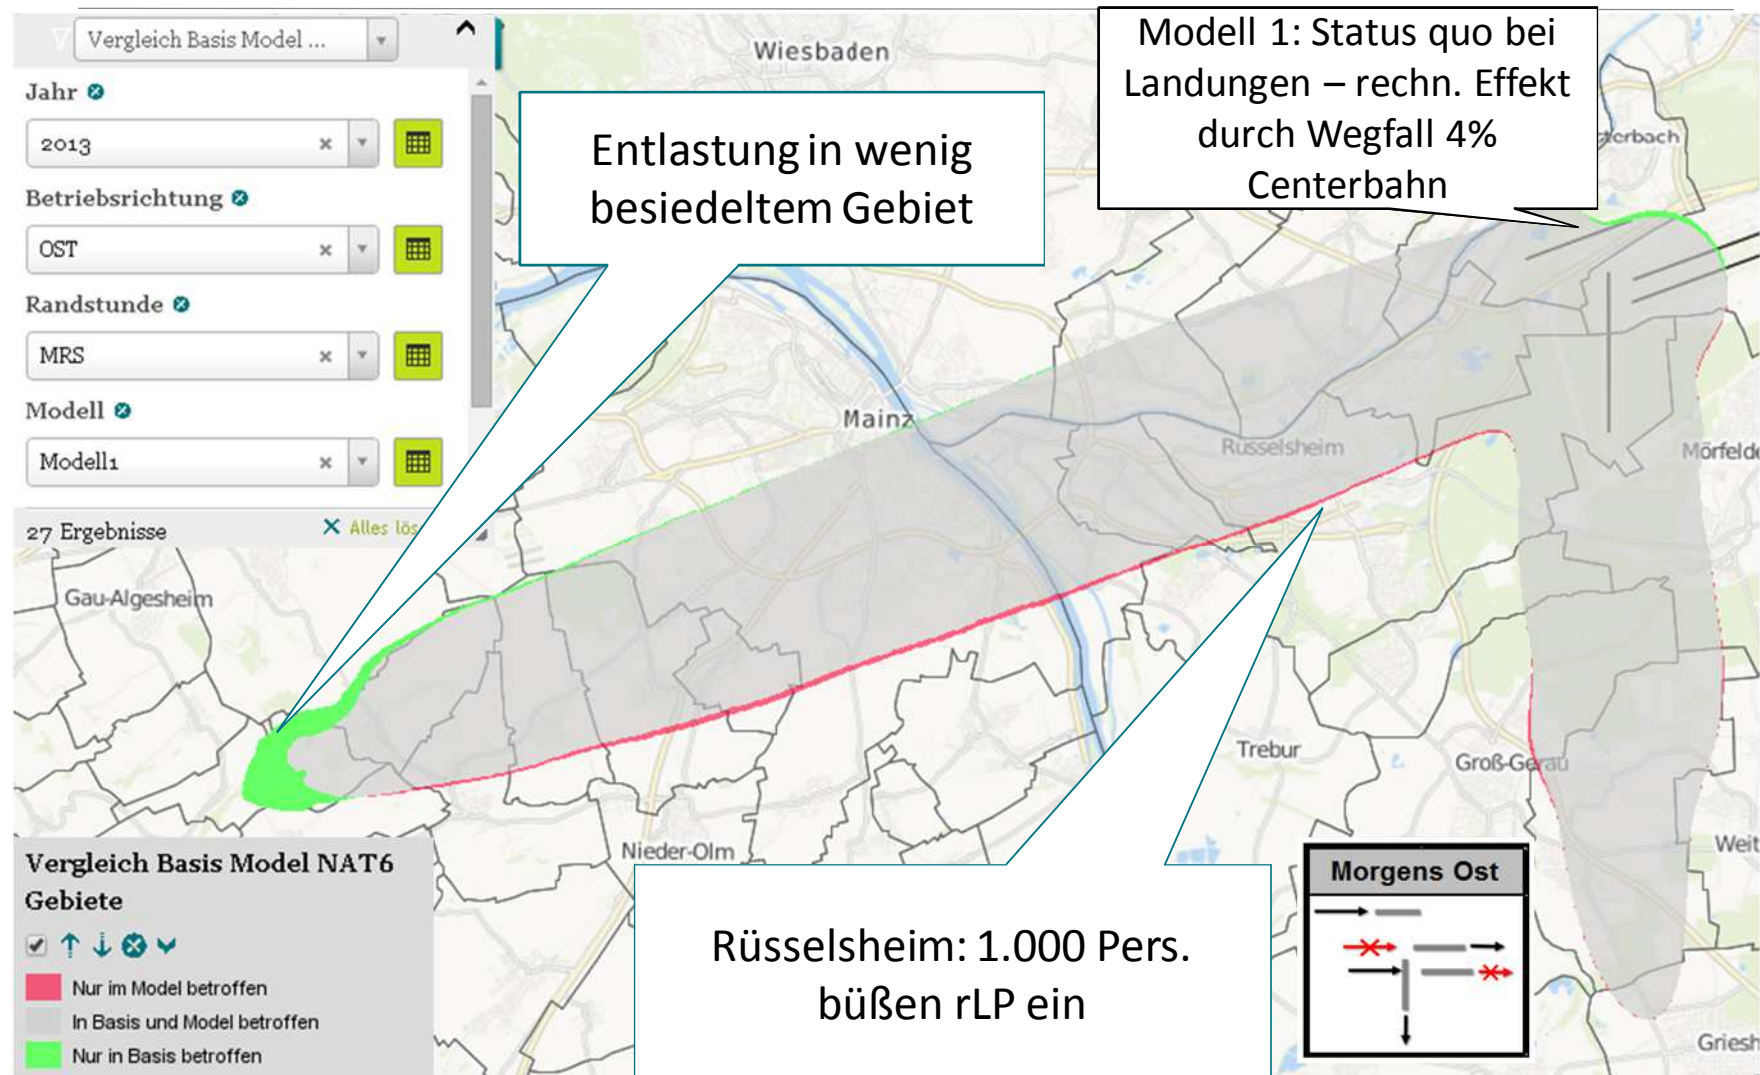 Vergleich Basis Model ...
Jahr
2013
Betriebsrichtung
OST
Randstunde
MRS
Modell
Modell1
27 Ergebnisse
Alles lös
Entlastung in wenig
besiedeltem Gebiet
Modell 1: Status quo bei
Landungen – rechn. Effekt
durch Wegfall 4%
Centerbahn
Wiesbaden
sterbach
Mainz
Rüsselsheim
Mörfelde
Gau-Algesheim
Trebur
Groß-Gerau
Nieder-Olm
Weit
Griesh
Vergleich Basis Model NAT6
Gebiete
Nur im Model betroffen
In Basis und Model betroffen
Nur in Basis betroffen
Rüsselsheim: 1.000 Pers.
büßen rLP ein
Morgens Ost